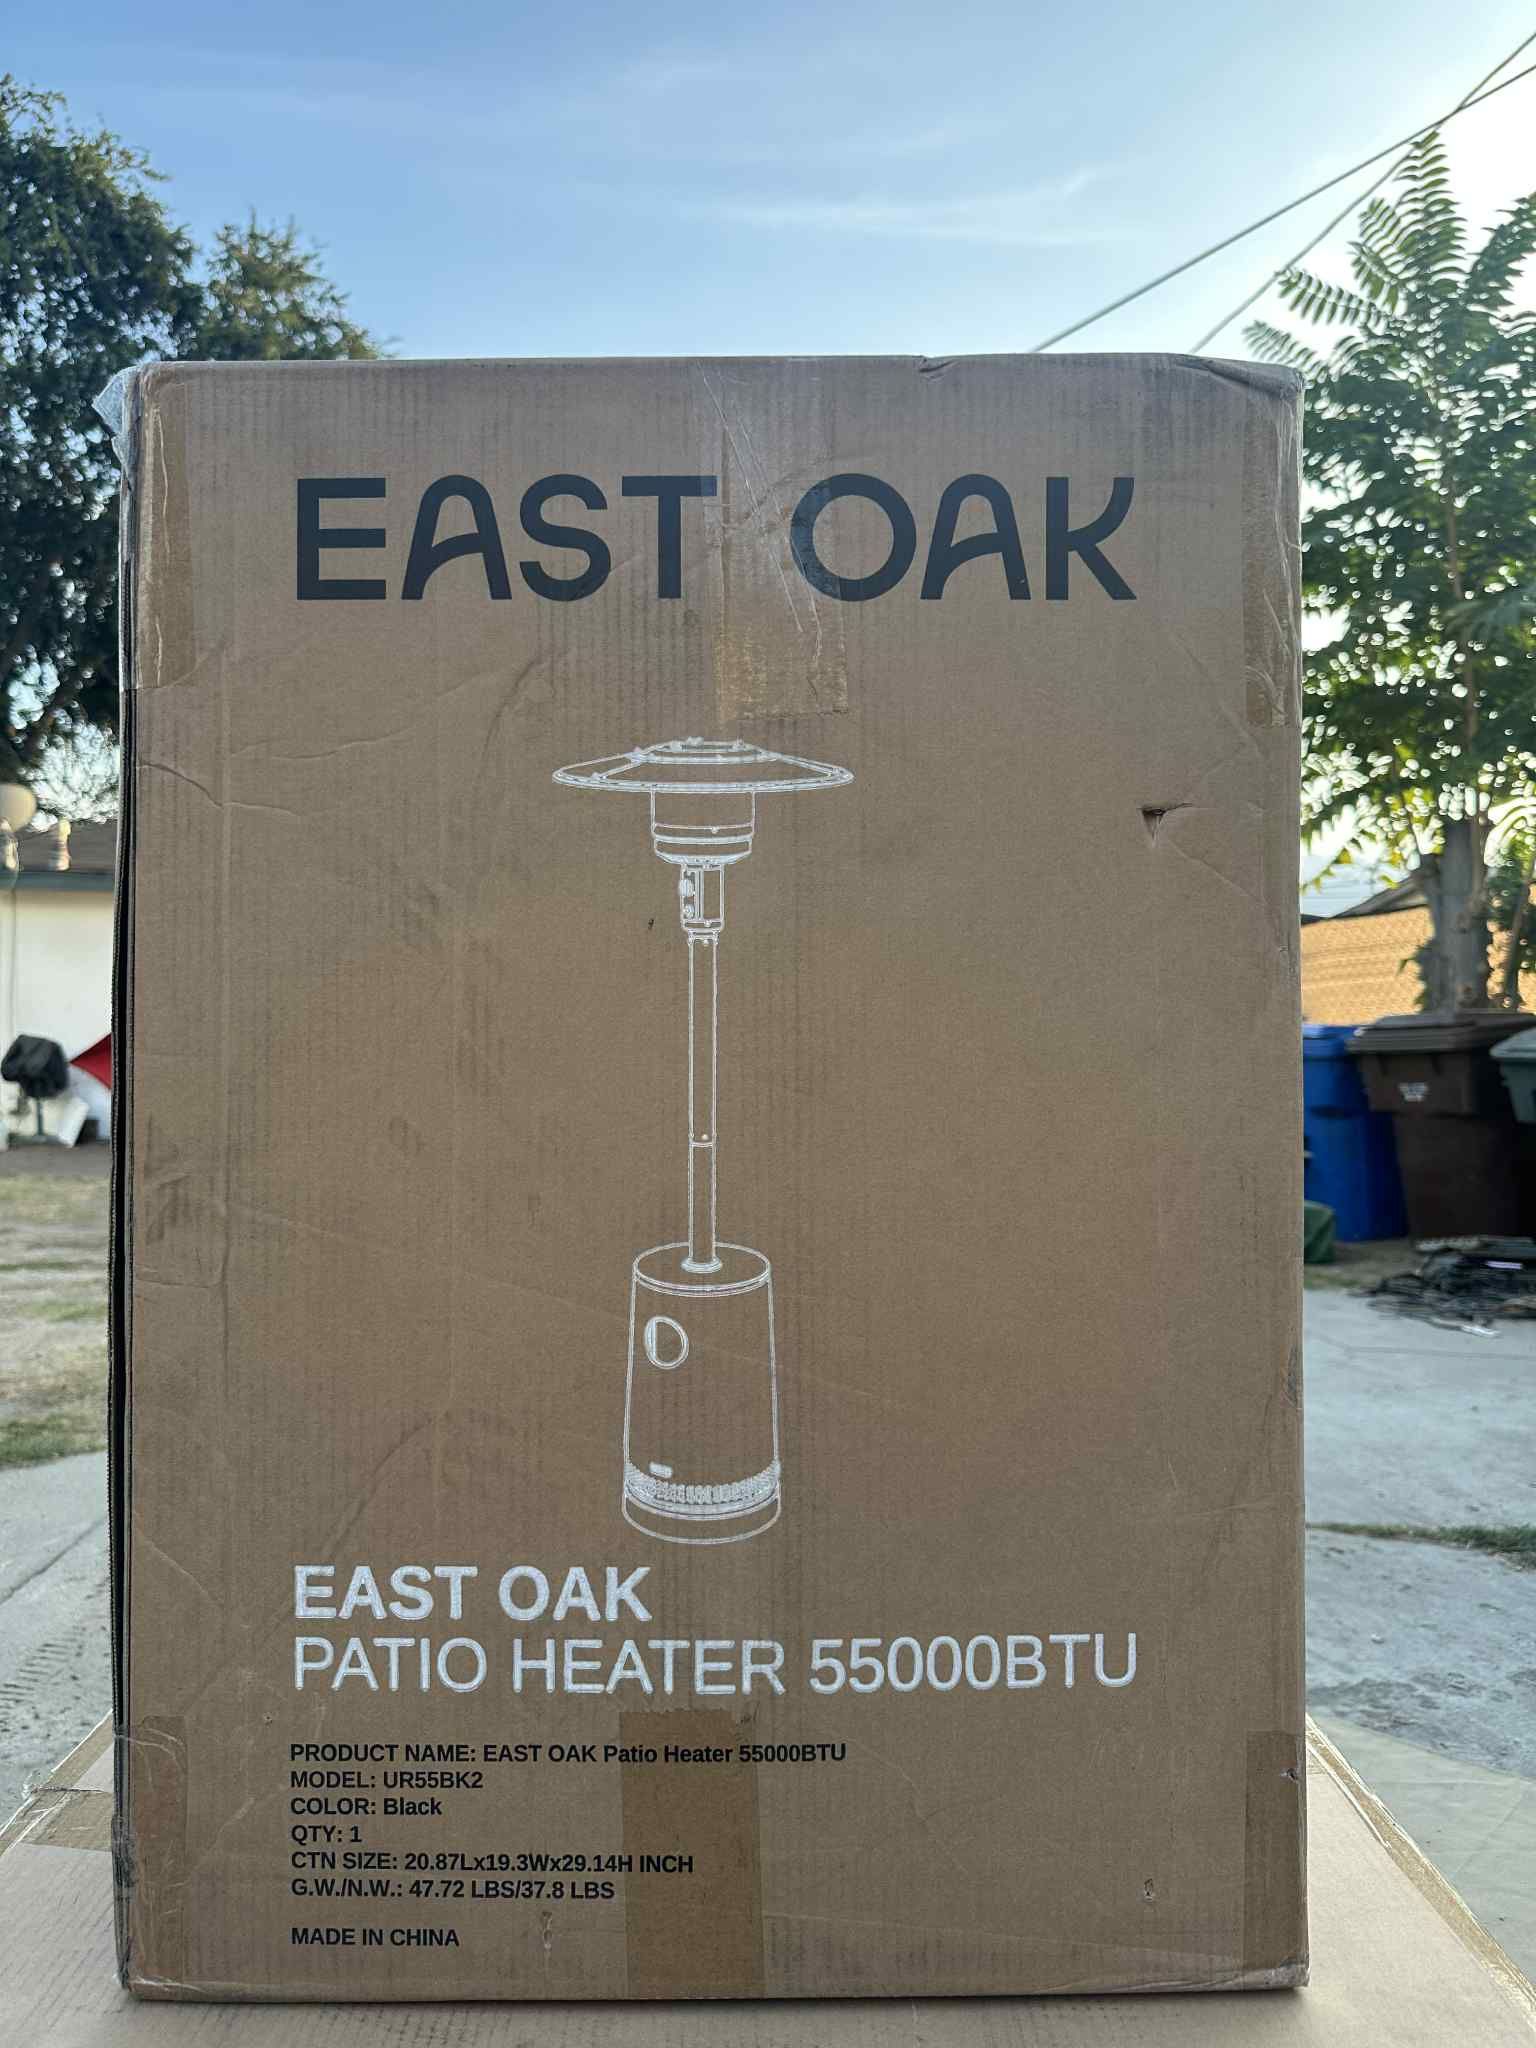 EAST OAK
EAST OAK
PATIO HEATER 55000BTU
PRODUCT NAME: EAST OAK Patio Heater 55000BTU
MODEL: UR55BK2
COLOR: Black
QTY: 1
CTN SIZE: 20.87Lx19.3Wx29.14H INCH
G.W./N.W.: 47.72 LBS/37.8 LBS
MADE IN CHINA